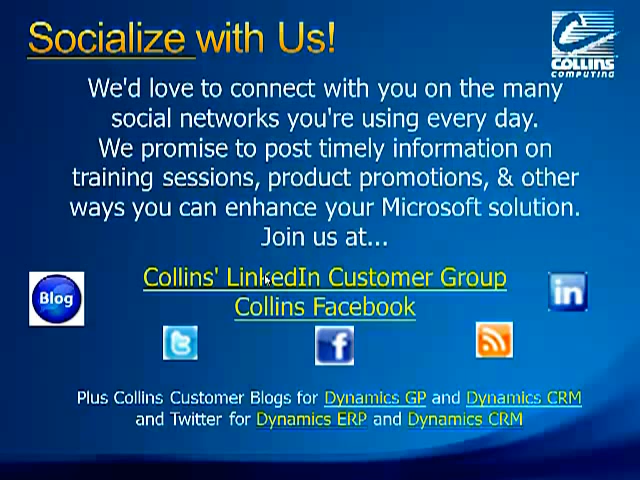 Socialize with Us!
COLLINS
COMPUTING
We'd love to connect with you on the many
social networks you're using every day.
We promise to post timely information on
training sessions, product promotions, & other
ways you can enhance your Microsoft solution.
Join us at...
Collins' LinkedIn Customer Group
Collins Facebook
Blog
in
t
f
Plus Collins Customer Blogs for Dynamics GP and Dynamics CRM
and Twitter for Dynamics ERP and Dynamics CRM